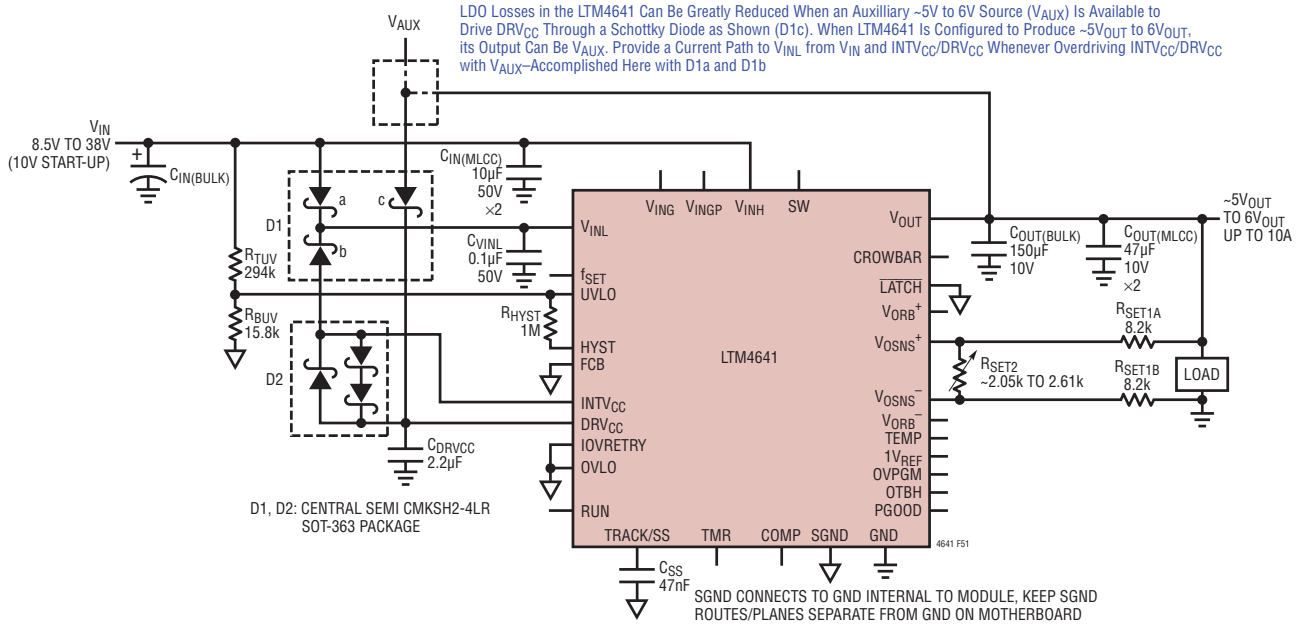 LDO Losses in the LTM4641 Can Be Greatly Reduced When an Auxilliary ~5V to 6V Source (VAUX) Is Available to
Drive DRVCC Through a Schottky Diode as Shown (D1c). When LTM4641 Is Configured to Produce ~5VOUT to 6VOUT,
its Output Can Be VAUX. Provide a Current Path to VINL from VIN and INTVCC/DRVCC Whenever Overdriving INTVCC/DRVCC
with VAUX–Accomplished Here with D1a and D1b
VAUX
VIN
8.5V TO 38V
(10V START-UP)
+
CIN(BULK)
CIN(MLCC)
10µF
50V
×2
D1
a
c
b
CVINL
0.1µF
50V
RTUV
294k
RBUV
15.8k
RHYST
1M
D2
CDRVCC
2.2µF
D1, D2: CENTRAL SEMI CMKSH2-4LR
SOT-363 PACKAGE
VING
VINGP
VINH
SW
VINL
fSET
UVLO
HYST
FCB
INTVCC
DRVCC
IOVRETRY
OVLO
RUN
LTM4641
TRACK/SS
TMR
COMP
SGND
GND
VOUT
CROWBAR
LATCH
VORB+
VOSNS+
VOSNS–
VORB–
TEMP
1VREF
OVPGM
OTBH
PGOOD
~5VOUT
TO 6VOUT
UP TO 10A
COUT(BULK)
150µF
10V
COUT(MLCC)
47µF
10V
×2
RSET1A
8.2k
RSET2
~2.05k TO 2.61k
RSET1B
8.2k
LOAD
4641 F51
CSS
47nF
SGND CONNECTS TO GND INTERNAL TO MODULE, KEEP SGND
ROUTES/PLANES SEPARATE FROM GND ON MOTHERBOARD